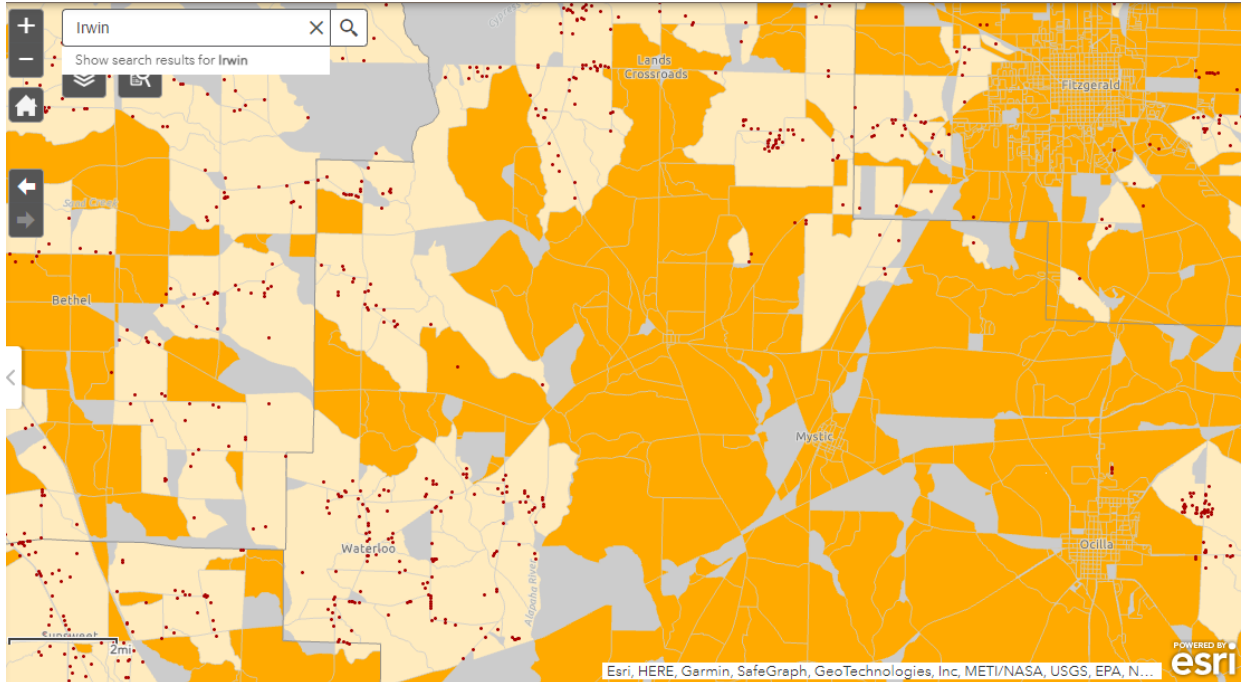 +
Irwin
Show search results for Irwin
−
Lands
Crossroads
Fitzgerald
Sand Creek
Bethel
Mystic
Waterloo
Ocilla
Alapaha River
Sunsweet
2mi
Esri, HERE, Garmin, SafeGraph, GeoTechnologies, Inc, METI/NASA, USGS, EPA, N...
POWERED BY
esri